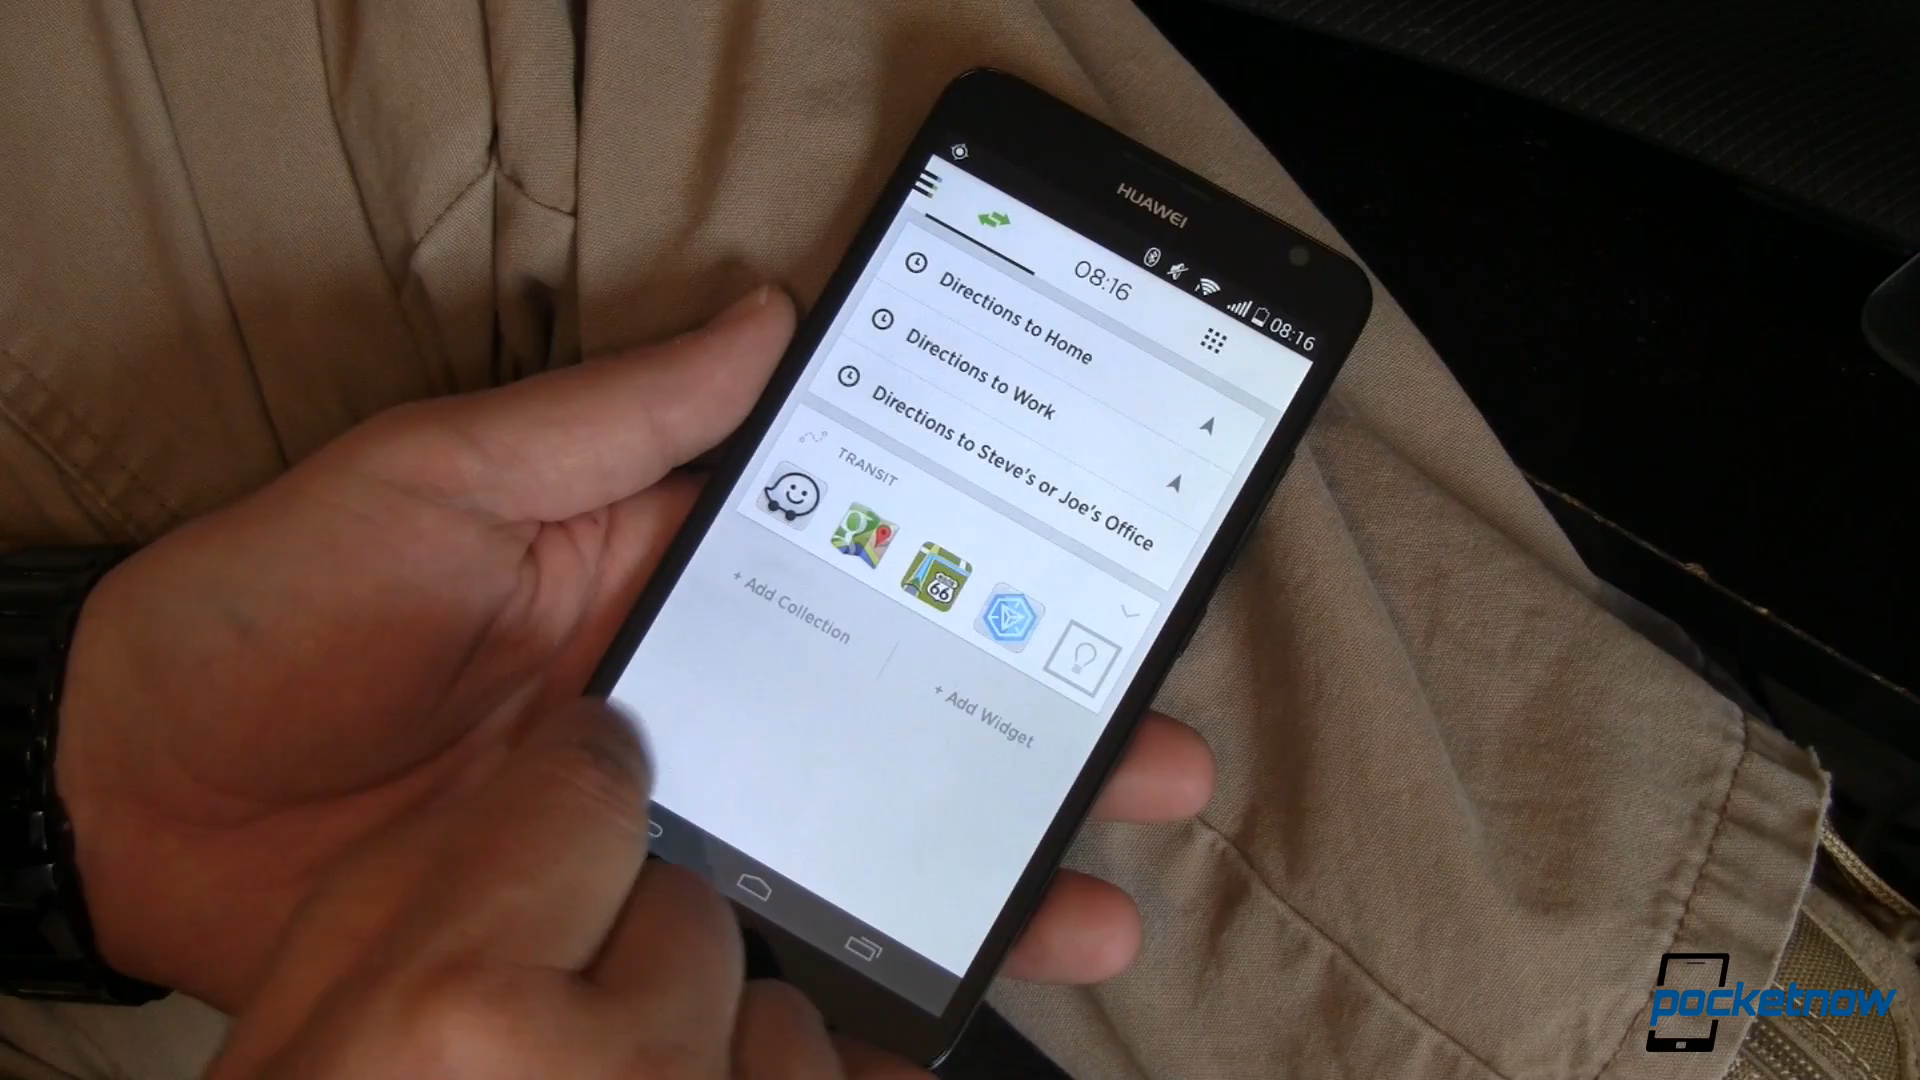 HUAWEI
08:16
08:16
Directions to Home
Directions to Work
Directions to Steve's or Joe's Office
TRANSIT
ROUTE
66
+ Add Collection
+ Add Widget
pocketnow